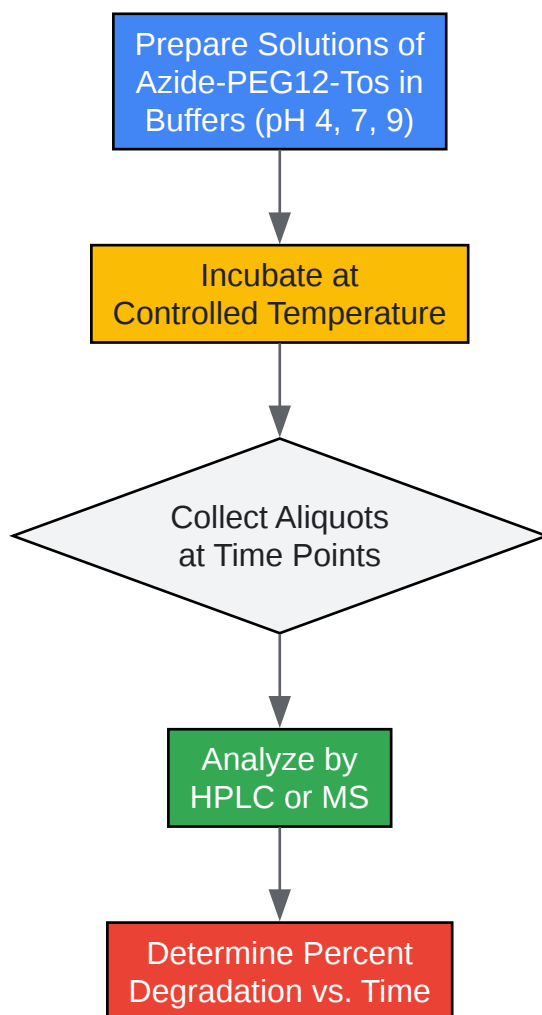 Prepare Solutions of
Azide-PEG12-Tos in
Buffers (pH 4, 7, 9)
Incubate at
Controlled Temperature
Collect Aliquots
at Time Points
Analyze by
HPLC or MS
Determine Percent
Degradation vs. Time